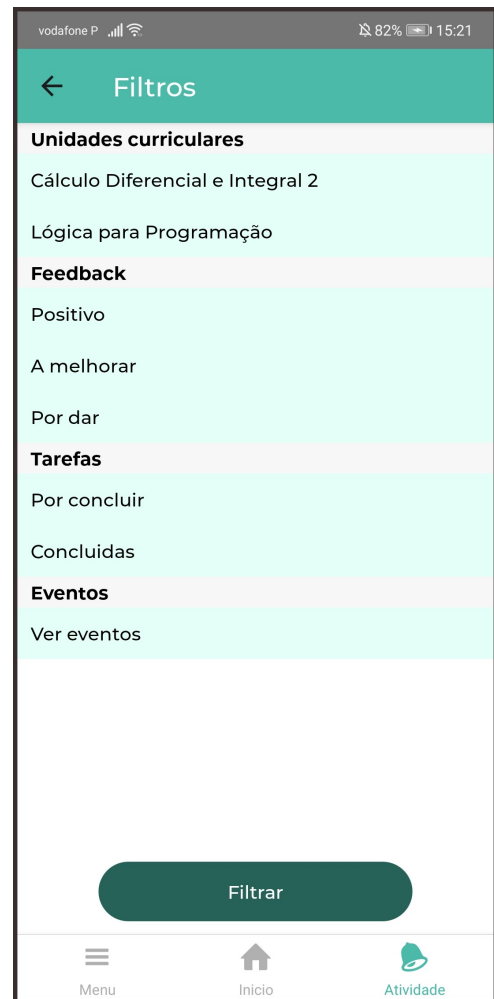 vodafone P 82% 15:21
Filtros
Unidades curriculares
Cálculo Diferencial e Integral 2
Lógica para Programação
Feedback
Positivo
A melhorar
Por dar
Tarefas
Por concluir
Concluidas
Eventos
Ver eventos
Filtrar
Menu Inicio Atividade